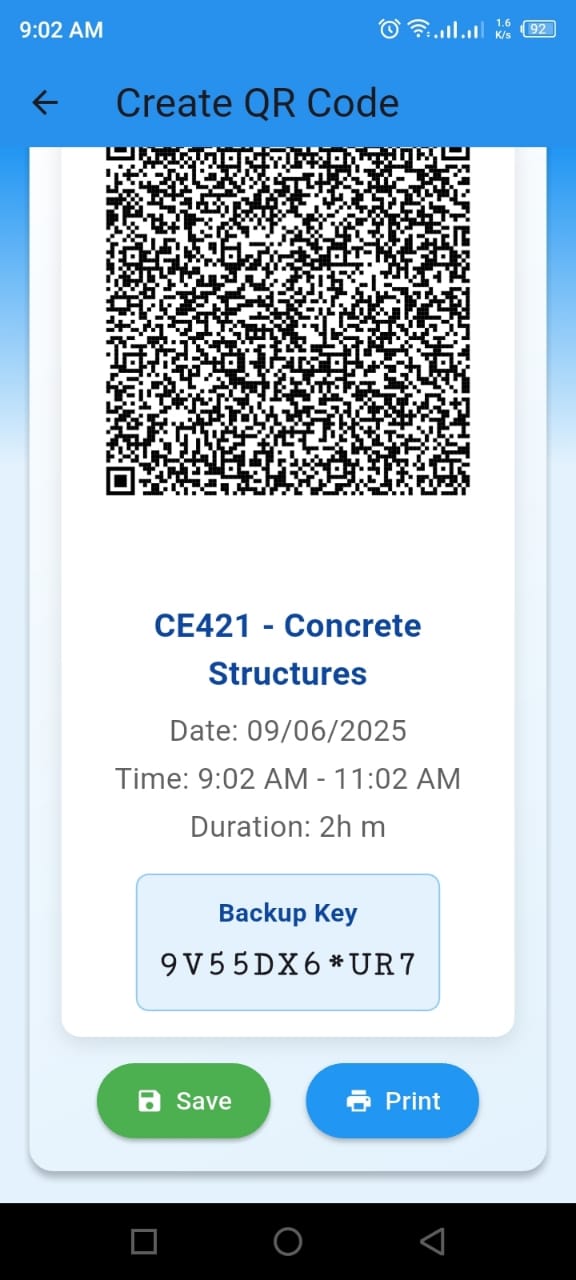 9:02 AM
1.6
K/s
92
Create QR Code
CE421 - Concrete
Structures
Date: 09/06/2025
Time: 9:02 AM - 11:02 AM
Duration: 2h m
Backup Key
9V55DX6*UR7
Save
Print